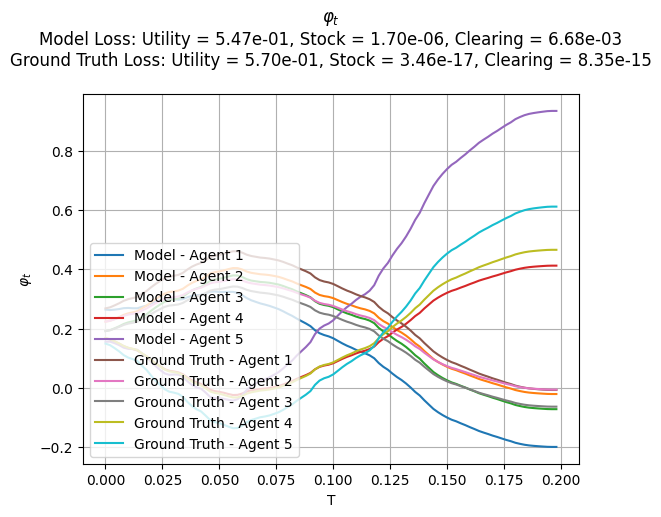 φₜ
Model Loss: Utility = 5.47e-01, Stock = 1.70e-06, Clearing = 6.68e-03
Ground Truth Loss: Utility = 5.70e-01, Stock = 3.46e-17, Clearing = 8.35e-15
0.8
0.6
0.4
0.2
0.0
−0.2
φₜ
Model - Agent 1
Model - Agent 2
Model - Agent 3
Model - Agent 4
Model - Agent 5
Ground Truth - Agent 1
Ground Truth - Agent 2
Ground Truth - Agent 3
Ground Truth - Agent 4
Ground Truth - Agent 5
0.000 0.025 0.050 0.075 0.100 0.125 0.150 0.175 0.200
T